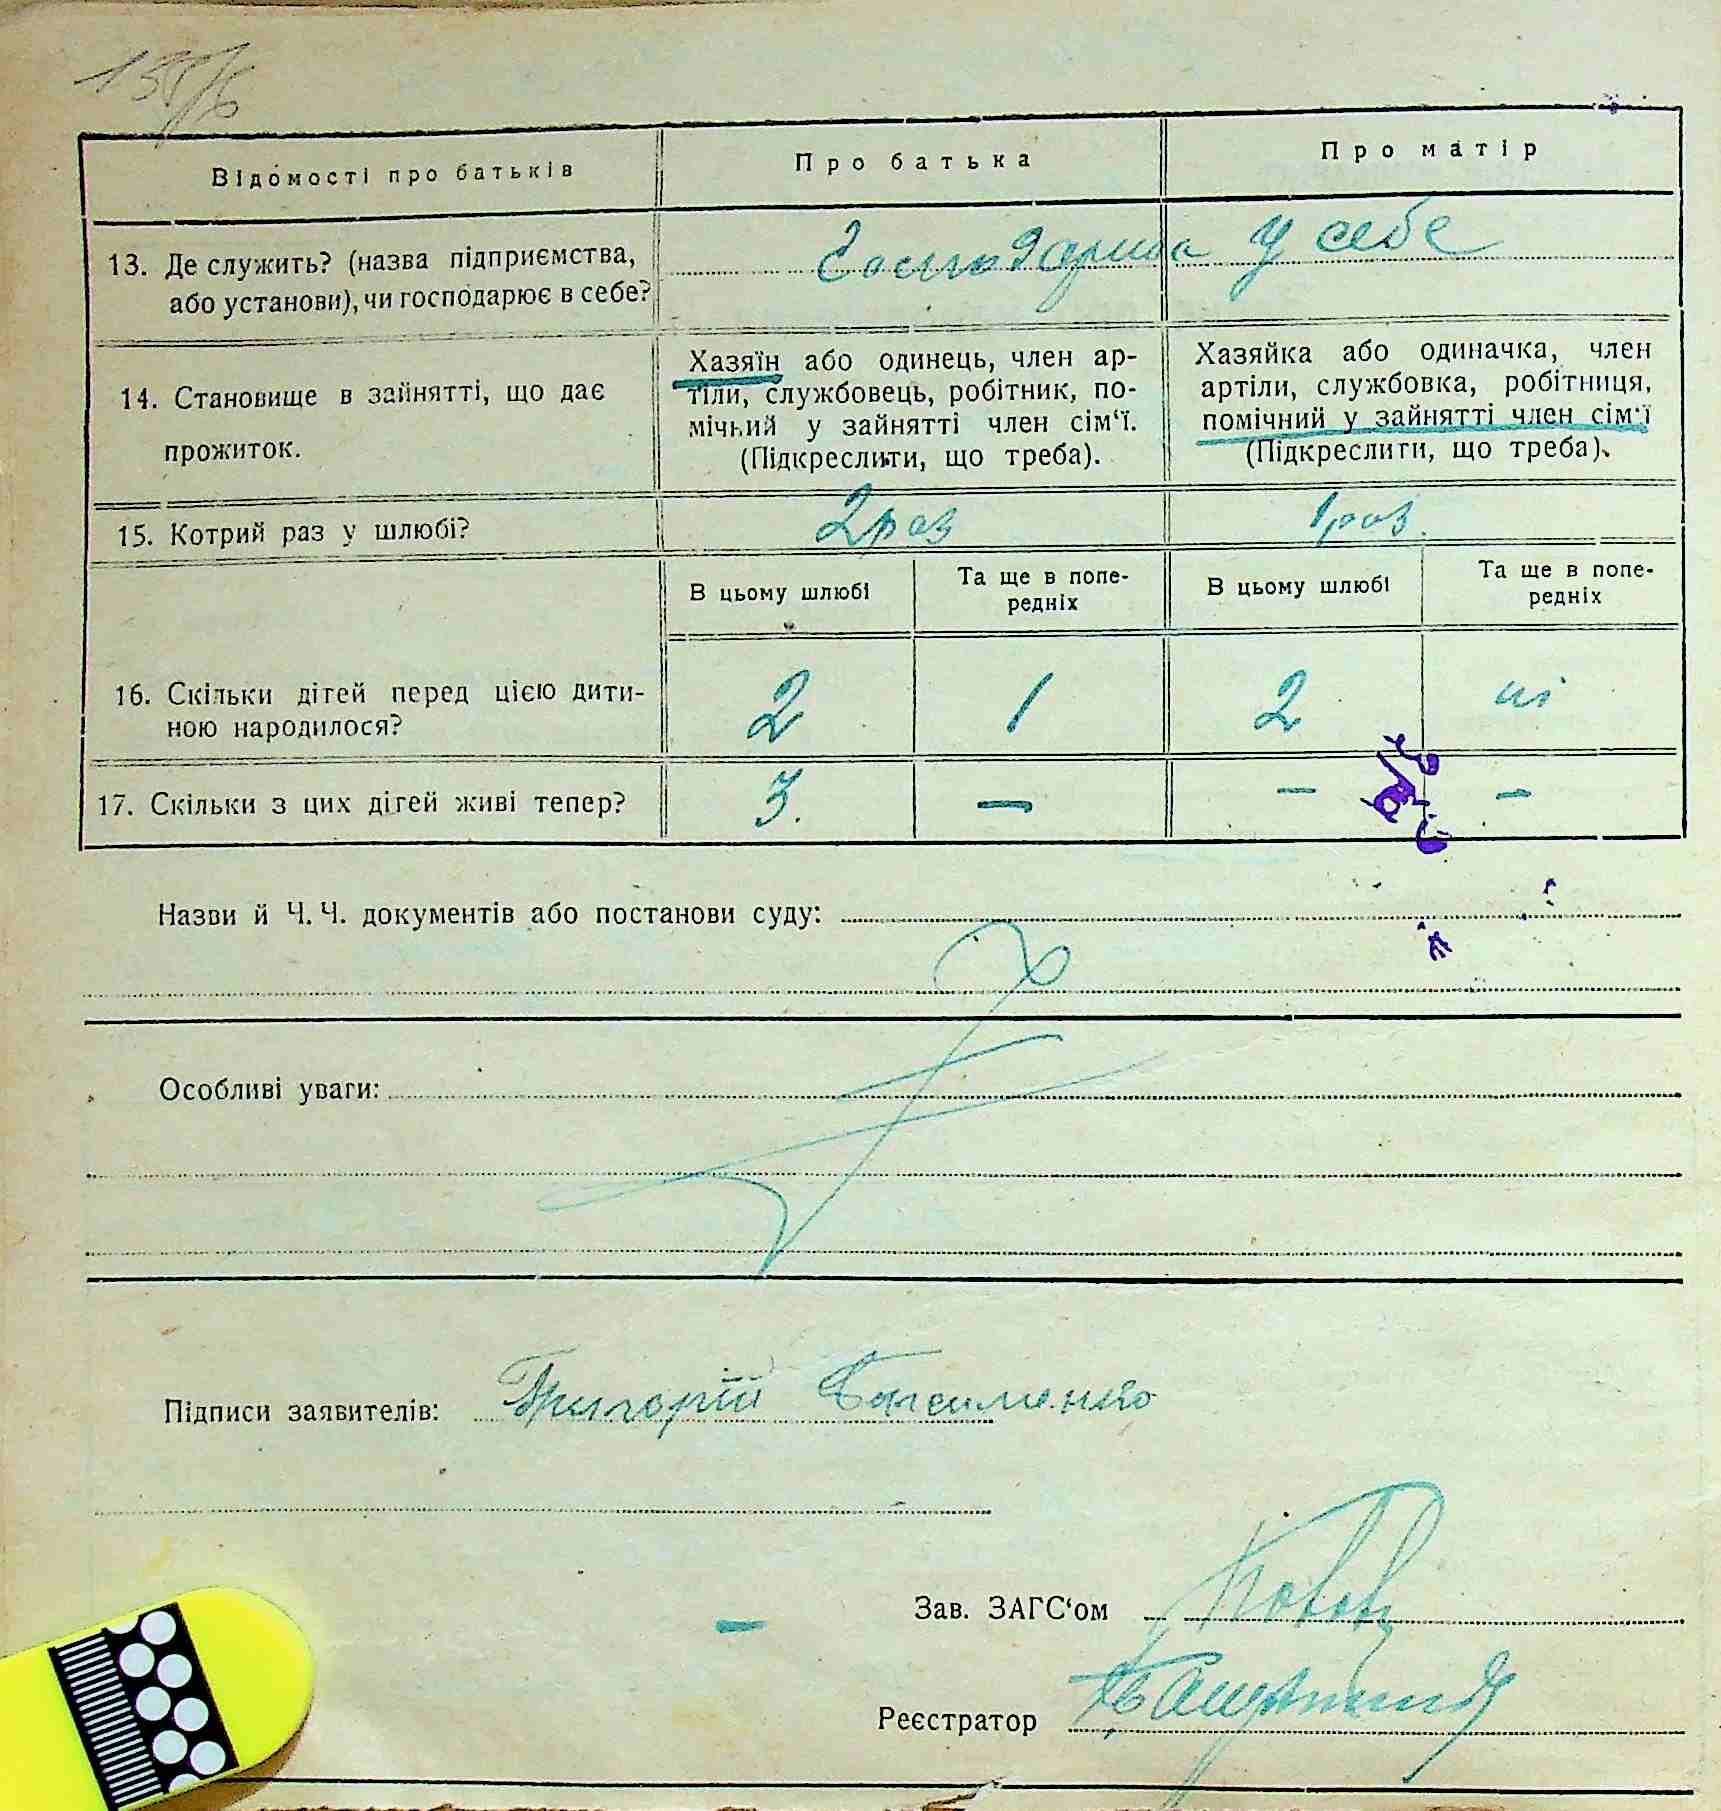 Відомості про батьків
Про батька
Про матір
13. Де служить? (назва підприємства,
або установи), чи господарює в себе?
у себе
14. Становище в зайнятті, що дає
прожиток.
Хазяїн або одинець, член ар-
тіли, службовець, робітник, по-
мічний у зайнятті член сім‘ї.
(Підкреслити, що треба).
Хазяйка або одиначка, член
артіли, службовка, робітниця,
помічний у зайнятті член сім‘ї
(Підкреслити, що треба).
15. Котрий раз у шлюбі?
2 раз
1 раз.
В цьому шлюбі
Та ще в попе-
редніх
В цьому шлюбі
Та ще в попе-
редніх
16. Скільки дітей перед цією дити-
ною народилося?
2
1
2
ні
17. Скільки з цих дітей живі тепер?
3.
—
—
—
Назви й Ч. Ч. документів або постанови суду:
Особливі уваги:
Підписи заявителів: Григорій
Зав. ЗАГС‘ом
Реєстратор